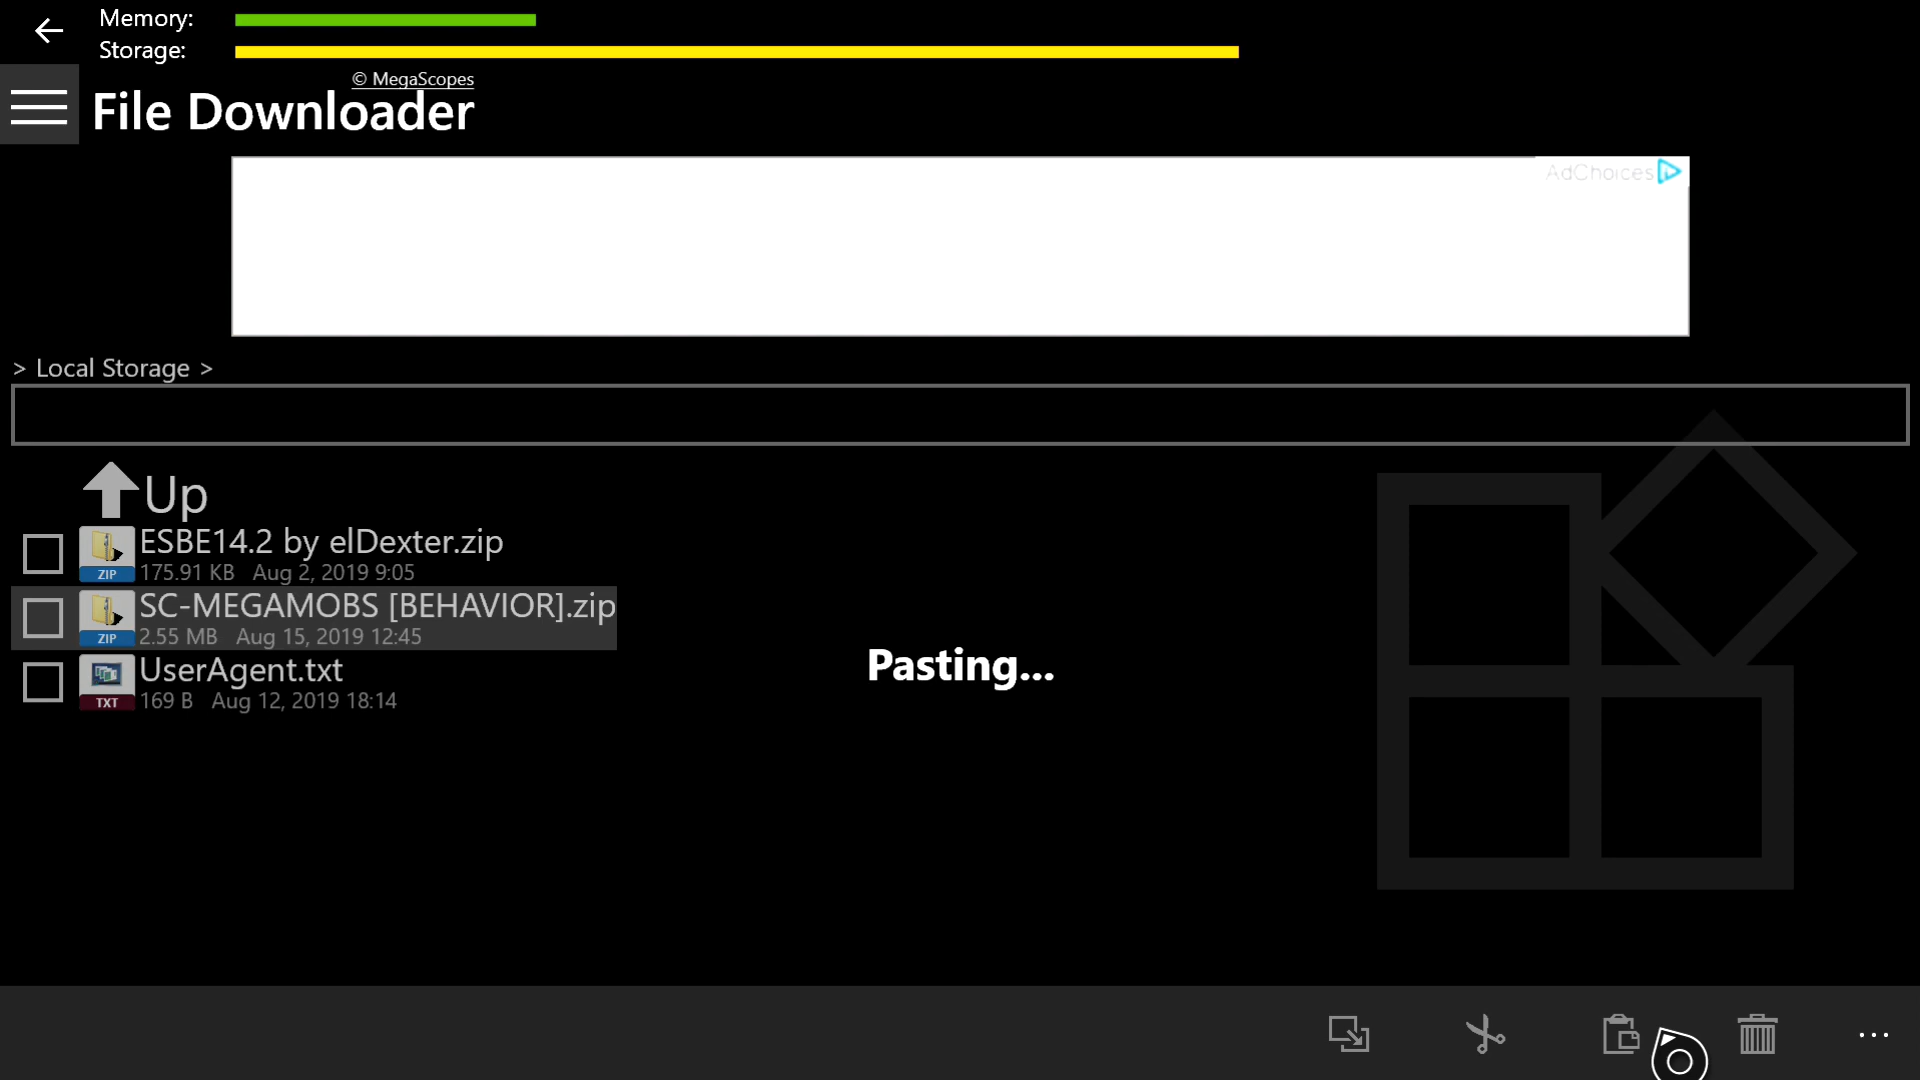 Memory:
Storage:
© MegaScopes
File Downloader
AdChoices
> Local Storage >
Up
ESBE14.2 by elDexter.zip
ZIP
175.91 KB Aug 2, 2019 9:05
SC-MEGAMOBS [BEHAVIOR].zip
ZIP
2.55 MB Aug 15, 2019 12:45
UserAgent.txt
TXT
169 B Aug 12, 2019 18:14
Pasting...